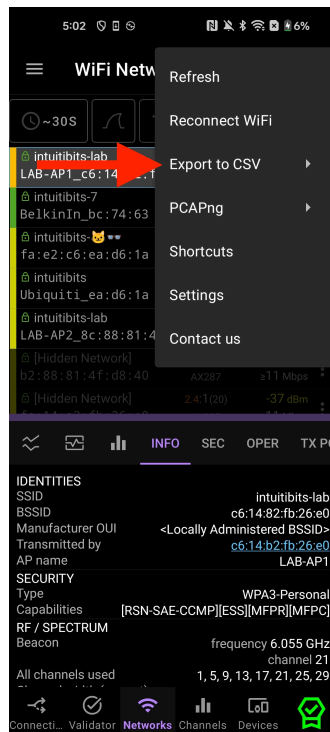 5:02
6%
WiFi Netw
Refresh
~30S
Reconnect WiFi
intuitibits-lab
LAB-AP1_c6:14
Export to CSV
intuitibits-7
BelkinIn_bc:74:63
PCAPng
intuitibits-🐱🕶
fa:e2:c6:ea:d6:1a
Shortcuts
intuitibits
Ubiquiti_ea:d6:1a
Settings
intuitibits-lab
LAB-AP2_8c:88:81:4
Contact us
[Hidden Network]
b2:88:81:4f:d8:40 AX287 ≥11 Mbps
[Hidden Network] 2.4:1(20) -37 dBm
INFO SEC OPER TX PO
IDENTITIES
SSID intuitibits-lab
BSSID c6:14:82:fb:26:e0
Manufacturer OUI <Locally Administered BSSID>
Transmitted by c6:14:b2:fb:26:e0
AP name LAB-AP1
SECURITY
Type WPA3-Personal
Capabilities [RSN-SAE-CCMP][ESS][MFPR][MFPC]
RF / SPECTRUM
Beacon frequency 6.055 GHz
channel 21
All channels used 1, 5, 9, 13, 17, 21, 25, 29
Connecti... Validator Networks Channels Devices